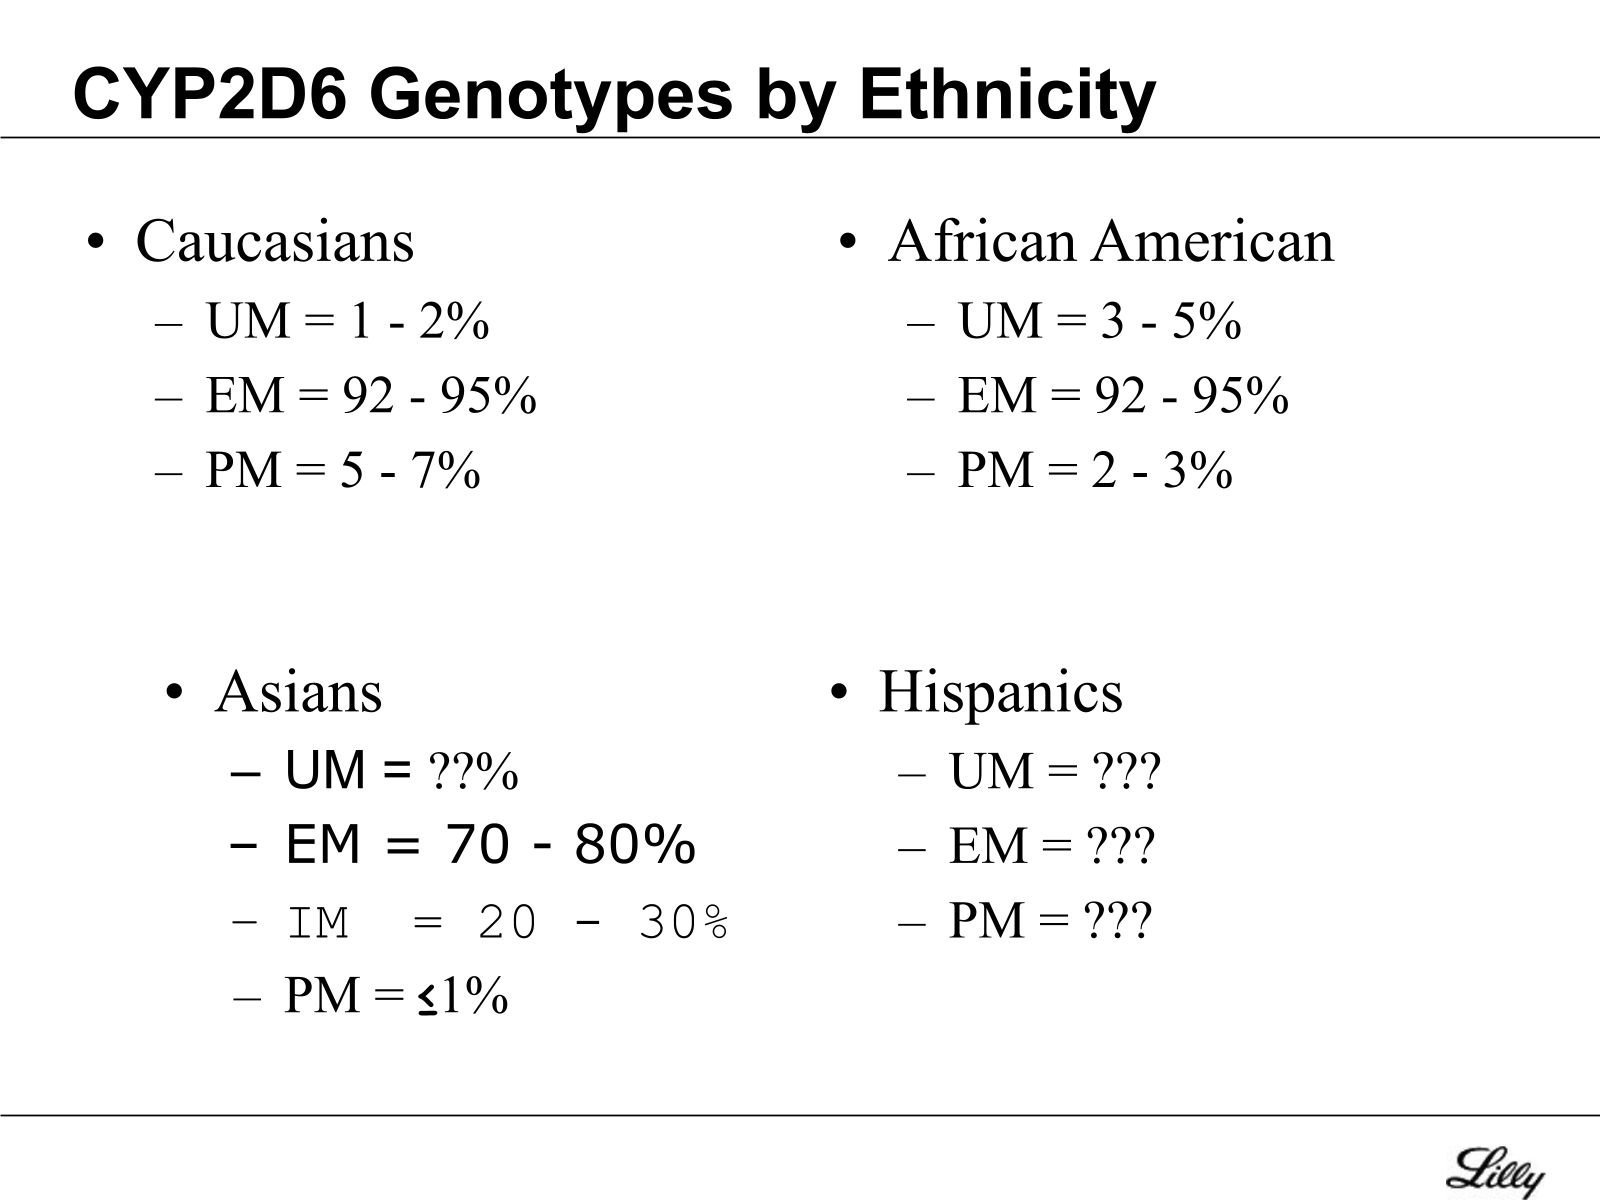 CYP2D6 Genotypes by Ethnicity
• Caucasians
– UM = 1 - 2%
– EM = 92 - 95%
– PM = 5 - 7%
• African American
– UM = 3 - 5%
– EM = 92 - 95%
– PM = 2 - 3%
• Asians
– UM = ??%
– EM = 70 - 80%
– IM = 20 - 30%
– PM = ≤1%
• Hispanics
– UM = ???
– EM = ???
– PM = ???
Lilly